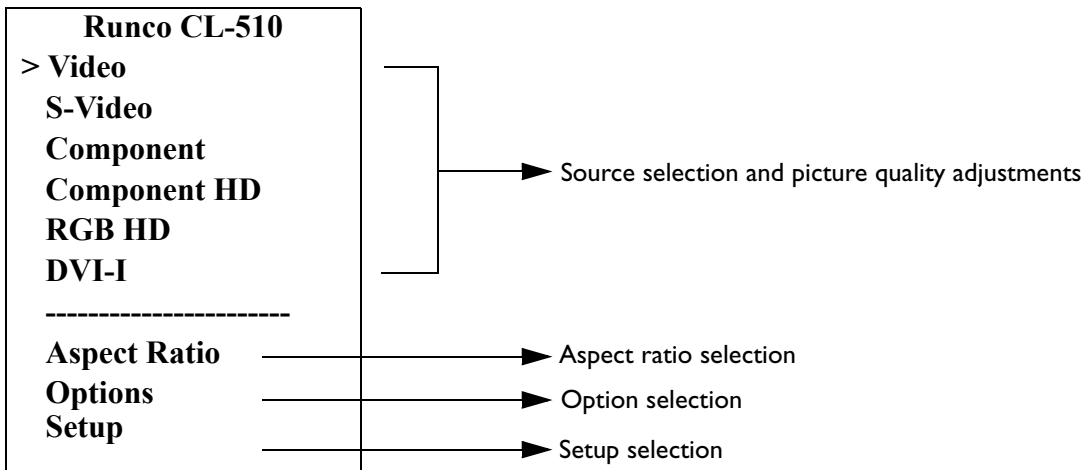 Runco CL-510
> Video
S-Video
Component
Component HD
RGB HD
DVI-I
-----------------------
Aspect Ratio
Options
Setup
Source selection and picture quality adjustments
Aspect ratio selection
Option selection
Setup selection